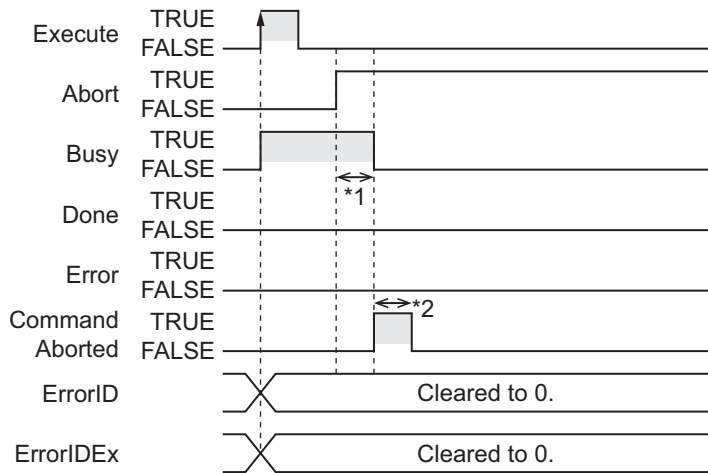 Execute TRUE
FALSE
Abort TRUE
FALSE
Busy TRUE
FALSE
*1
Done TRUE
FALSE
Error TRUE
FALSE
*2
Command TRUE
Aborted FALSE
ErrorID Cleared to 0.
ErrorIDEx Cleared to 0.